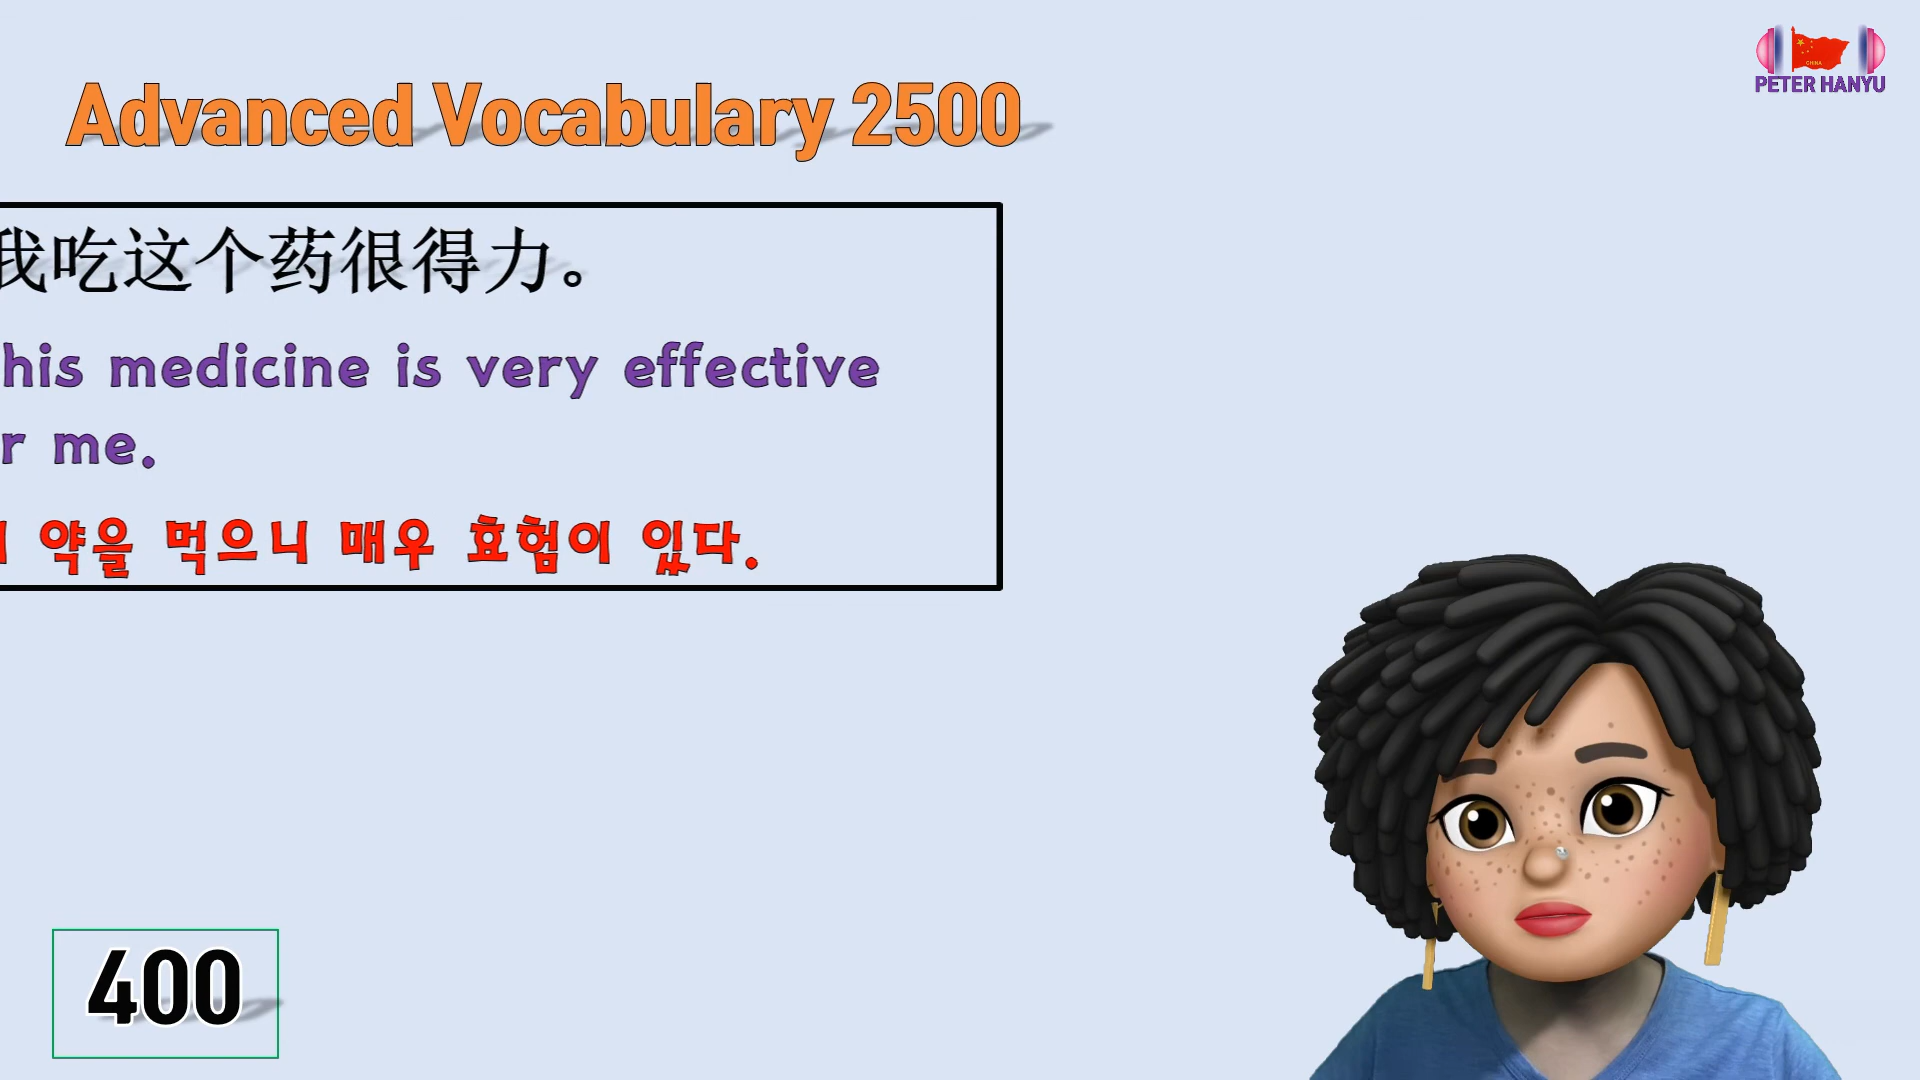 Advanced Vocabulary 2500
CHINA
PETER HANYU
我吃这个药很得力。
his medicine is very effective
r me.
약을 먹으니 매우 효험이 있다.
400